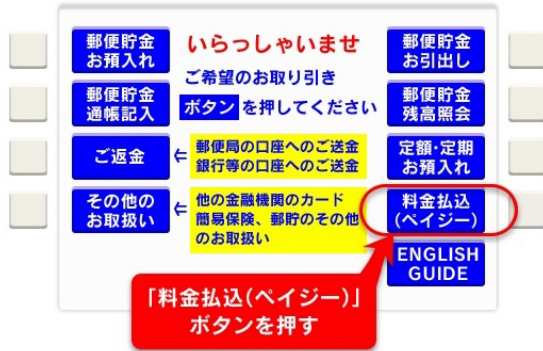 郵便貯金
お預入れ
いらっしゃいませ
郵便貯金
お引出し
ご希望のお取り引き
ボタン を押してください
郵便貯金
通帳記入
郵便貯金
残高照会
ご返金
⇐ 郵便局の口座へのご送金
銀行等の口座へのご送金
定額・定期
お預入れ
その他の
お取扱い
⇐ 他の金融機関のカード
簡易保険、郵貯のその他
のお取扱い
料金払込
(ペイジー)
ENGLISH
GUIDE
「料金払込(ペイジー)」
ボタンを押す